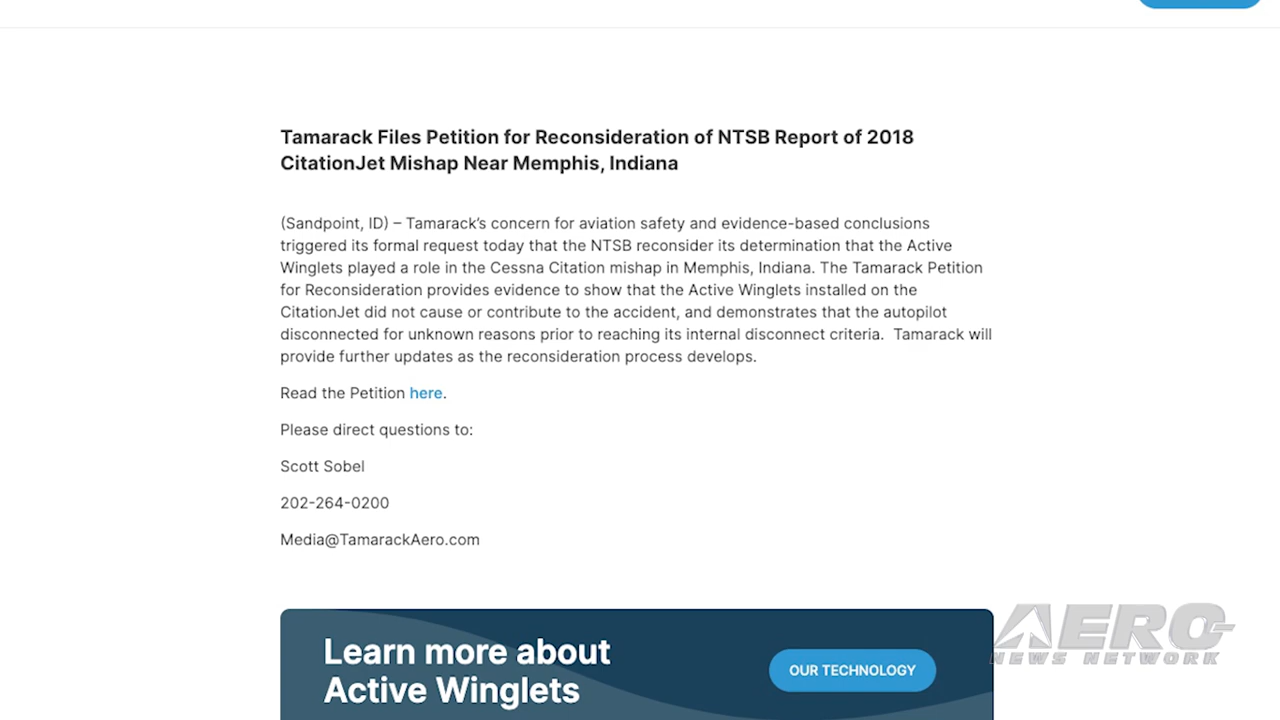 Tamarack Files Petition for Reconsideration of NTSB Report of 2018
CitationJet Mishap Near Memphis, Indiana
(Sandpoint, ID) – Tamarack’s concern for aviation safety and evidence-based conclusions
triggered its formal request today that the NTSB reconsider its determination that the Active
Winglets played a role in the Cessna Citation mishap in Memphis, Indiana. The Tamarack Petition
for Reconsideration provides evidence to show that the Active Winglets installed on the
CitationJet did not cause or contribute to the accident, and demonstrates that the autopilot
disconnected for unknown reasons prior to reaching its internal disconnect criteria.  Tamarack will
provide further updates as the reconsideration process develops.
Read the Petition here.
Please direct questions to:
Scott Sobel
202-264-0200
Media@TamarackAero.com
Learn more about
Active Winglets
OUR TECHNOLOGY
AERO
NEWS NETWORK